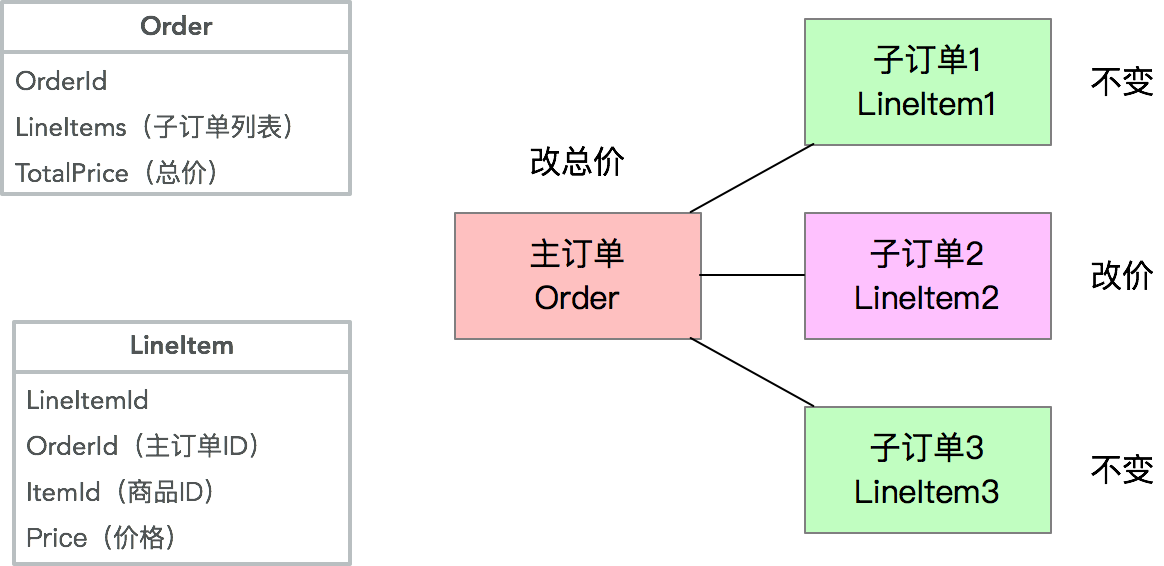 Order
OrderId
LineItems（子订单列表）
TotalPrice（总价）
LineItem
LineItemId
OrderId（主订单ID）
ItemId（商品ID）
Price（价格）
改总价
主订单
Order
子订单1
LineItem1
不变
子订单2
LineItem2
改价
子订单3
LineItem3
不变